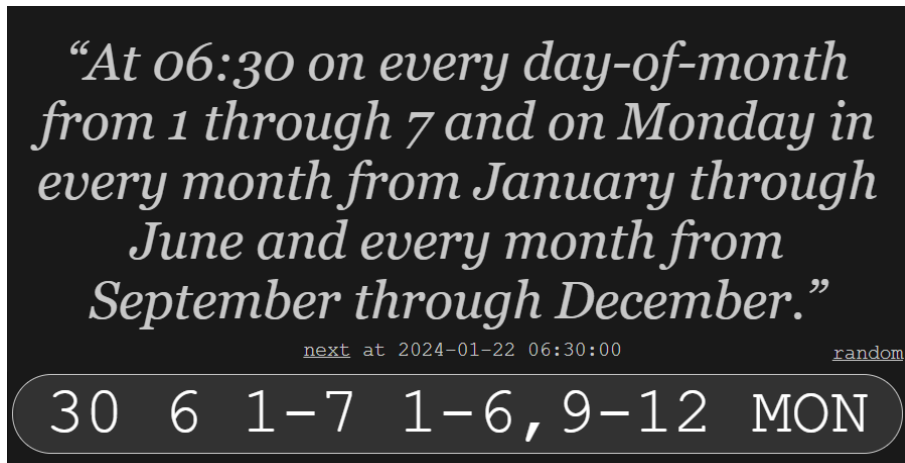 “At 06:30 on every day-of-month
from 1 through 7 and on Monday in
every month from January through
June and every month from
September through December.”
next at 2024-01-22 06:30:00
random
30 6 1-7 1-6,9-12 MON